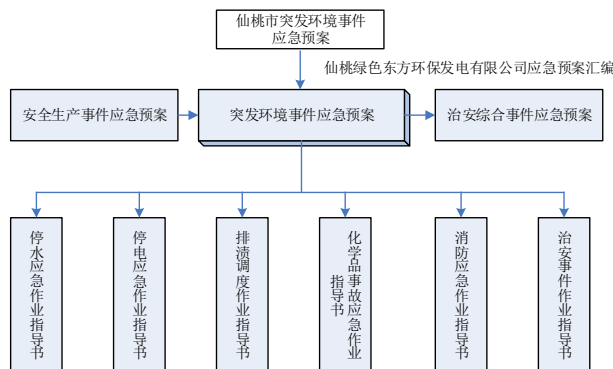 仙桃市突发环境事件
应急预案
仙桃绿色东方环保发电有限公司应急预案汇编
安全生产事件应急预案
突发环境事件应急预案
治安综合事件应急预案
停水应急作业指导书
停电应急作业指导书
排渍调度作业指导书
化学品事故应急作业
指导书
消防应急作业指导书
治安事件作业指导书